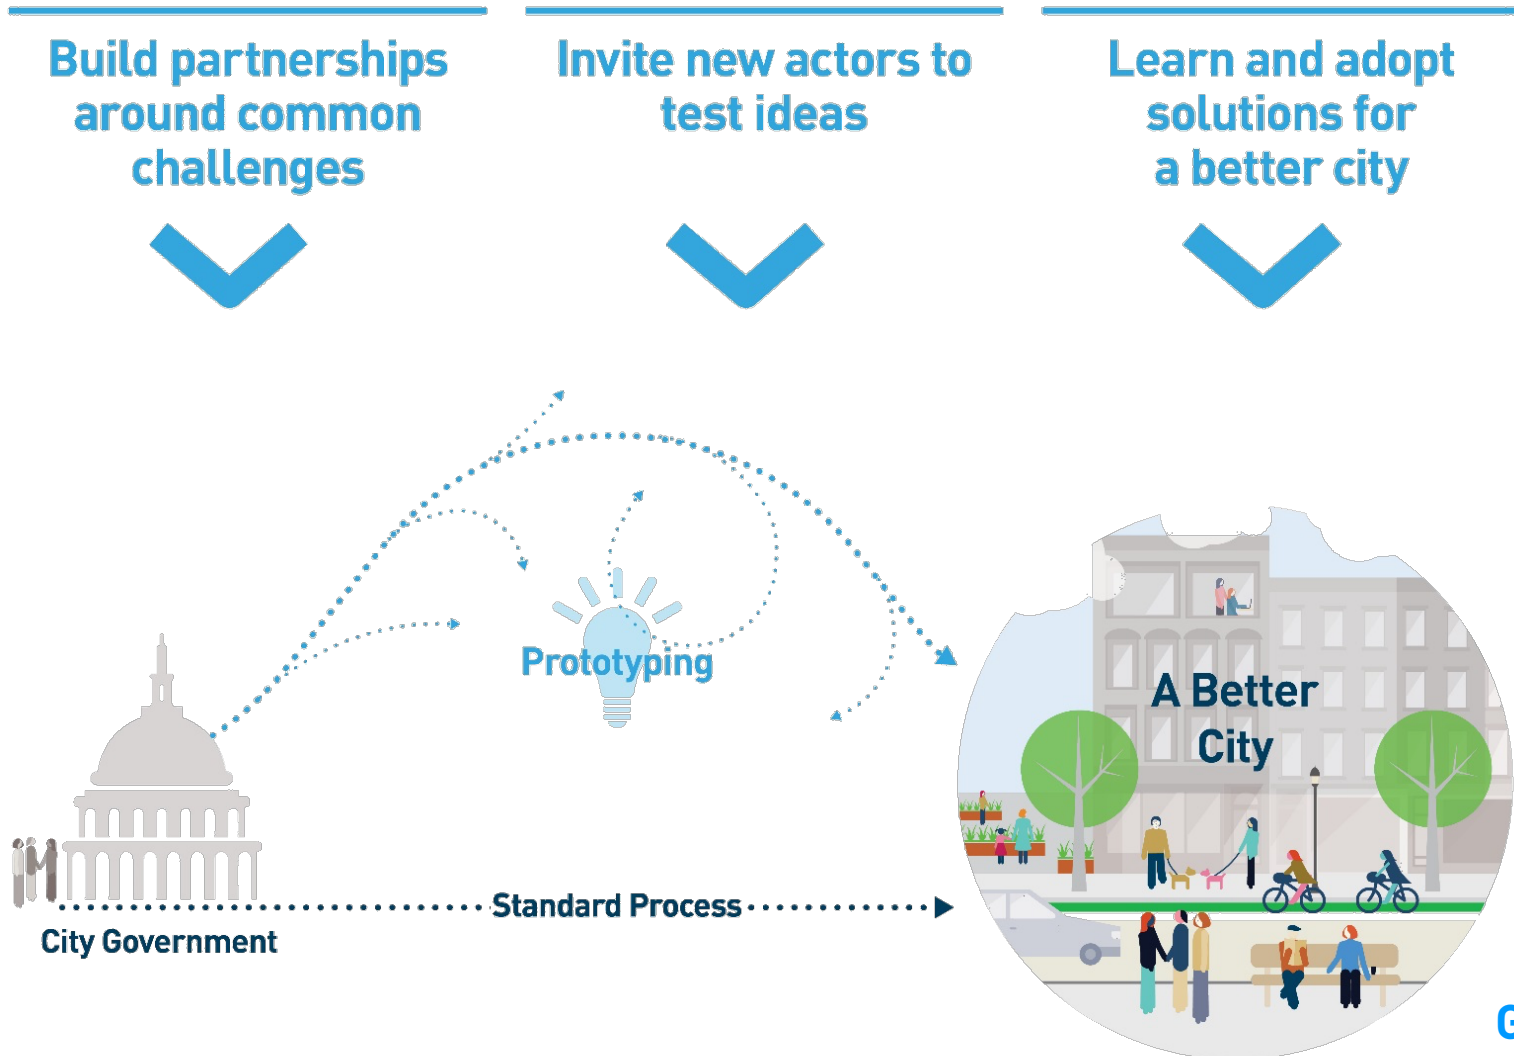 Build partnerships
around common
challenges
Invite new actors to
test ideas
Learn and adopt
solutions for
a better city
Prototyping
A Better
City
Standard Process
City Government
G